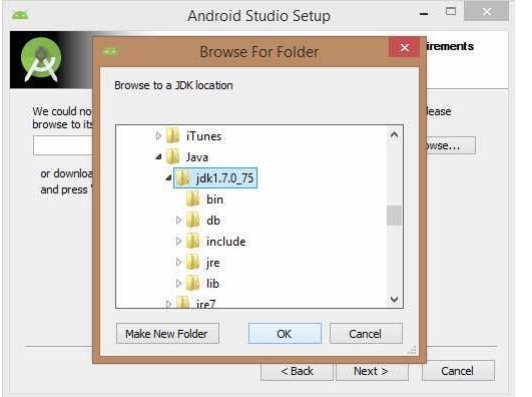 Android Studio Setup
Browse For Folder
Browse to a JDK location
We could no
browse to its
or downloa
and press
iTunes
Java
jdk1.7.0_75
bin
db
include
jre
lib
jre7
Make New Folder
OK
Cancel
irements
lease
owse...
< Back
Next >
Cancel